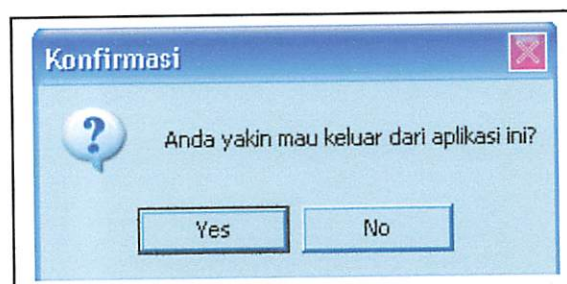 Konfirmasi
Anda yakin mau keluar dari aplikasi ini?
Yes
No